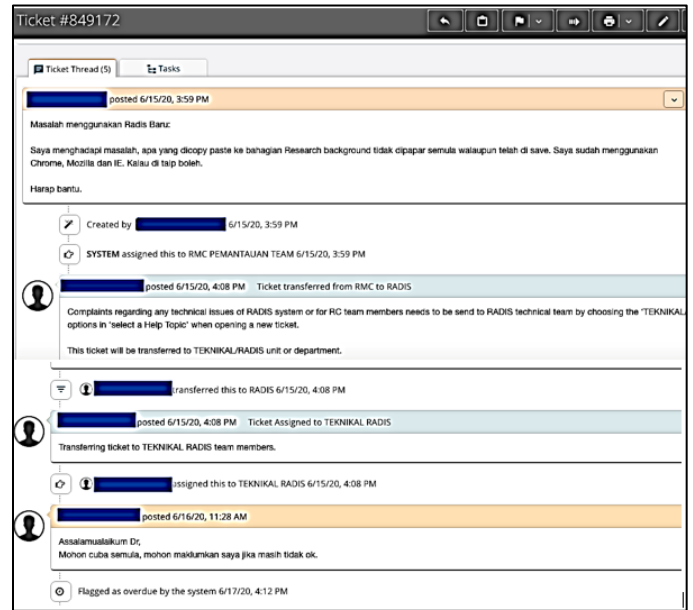 Ticket #849172
Ticket Thread (5) Tasks
posted 6/15/20, 3:59 PM
Masalah menggunakan Radis Baru:
Saya menghadapi masalah, apa yang dicopy paste ke bahagian Research background tidak dipapar semula walaupun telah di save. Saya sudah menggunakan
Chrome, Mozilla dan IE. Kalau di taip boleh.
Harap bantu.
Created by 6/15/20, 3:59 PM
SYSTEM assigned this to RMC PEMANTAUAN TEAM 6/15/20, 3:59 PM
posted 6/15/20, 4:08 PM Ticket transferred from RMC to RADIS
Complaints regarding any technical issues of RADIS system or for RC team members needs to be send to RADIS technical team by choosing the 'TEKNIKAL/
options in 'select a Help Topic' when opening a new ticket.
This ticket will be transferred to TEKNIKAL/RADIS unit or department.
transferred this to RADIS 6/15/20, 4:08 PM
posted 6/15/20, 4:08 PM Ticket Assigned to TEKNIKAL RADIS
Transferring ticket to TEKNIKAL RADIS team members.
assigned this to TEKNIKAL RADIS 6/15/20, 4:08 PM
posted 6/16/20, 11:28 AM
Assalamualaikum Dr,
Mohon cuba semula, mohon maklumkan saya jika masih tidak ok.
Flagged as overdue by the system 6/17/20, 4:12 PM